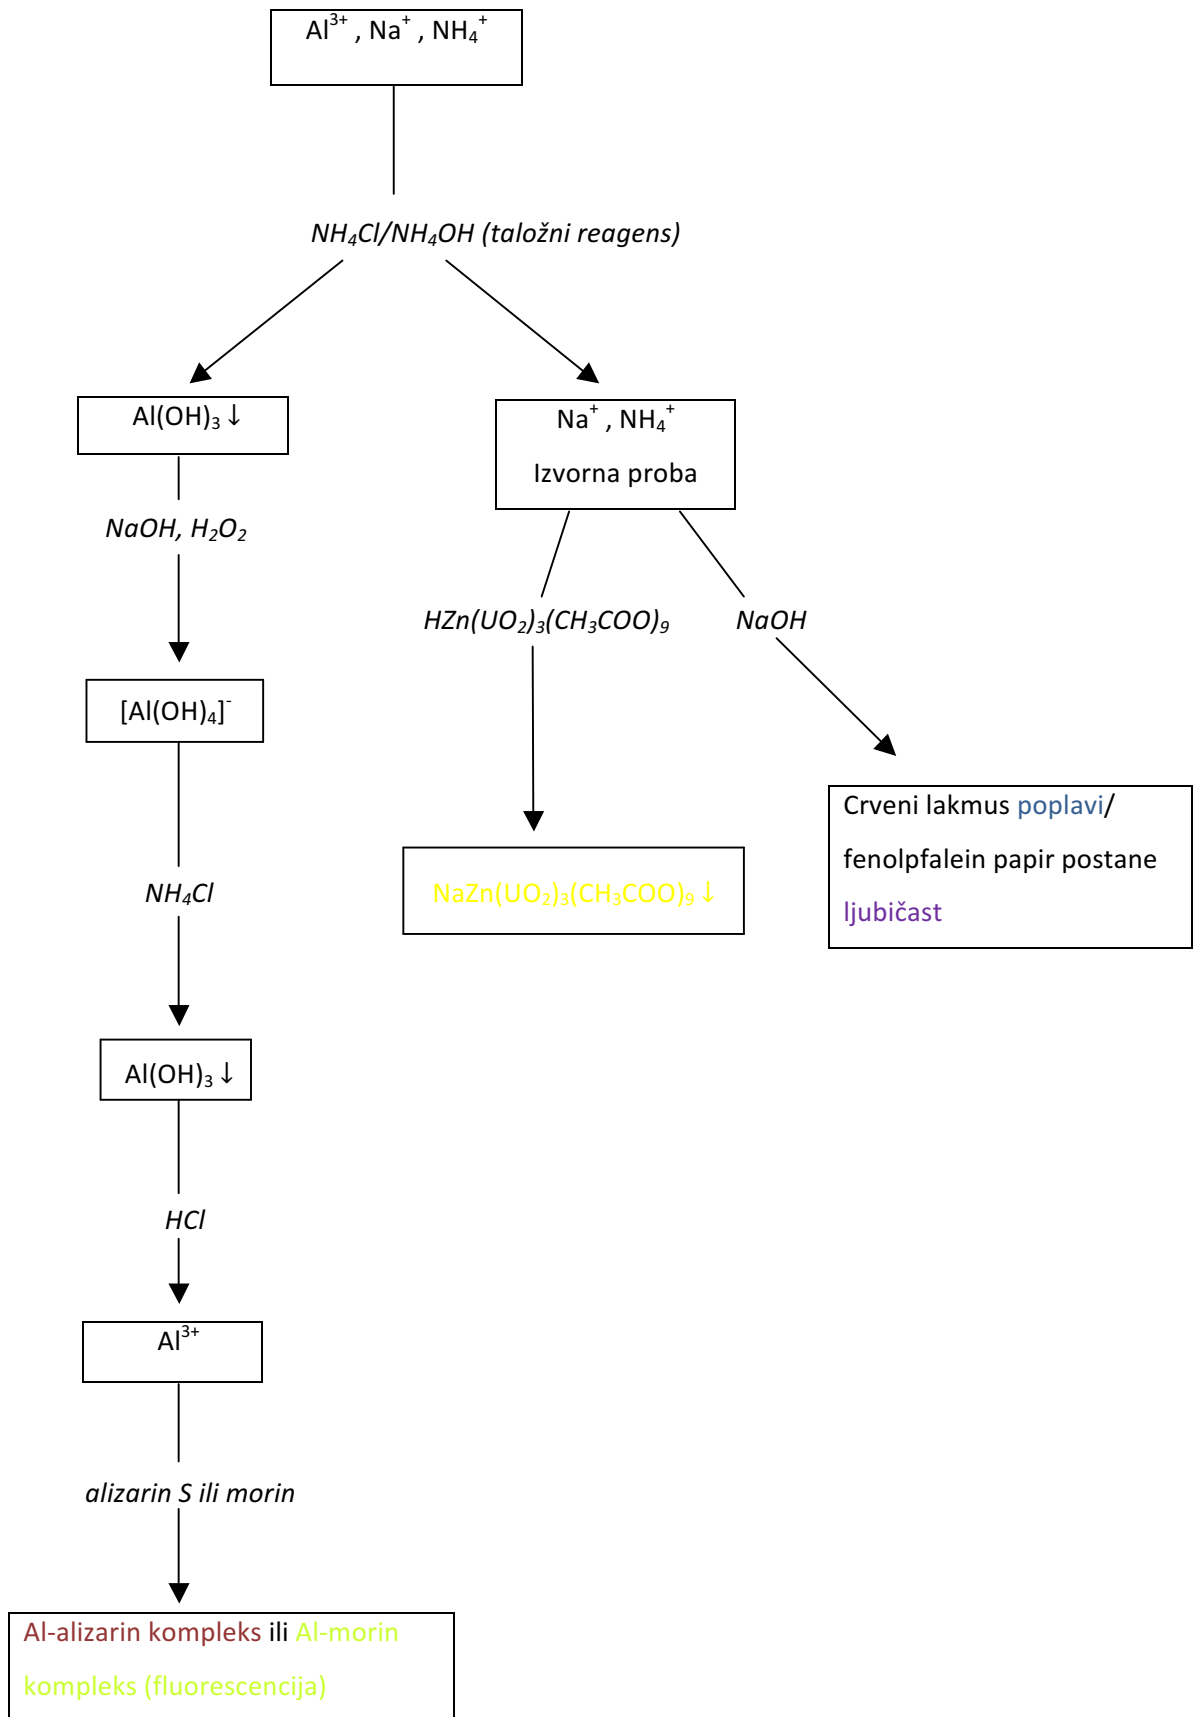 Al³⁺ , Na⁺ , NH₄⁺
NH₄Cl/NH₄OH (taložni reagens)
Al(OH)₃ ↓
Na⁺ , NH₄⁺
Izvorna proba
NaOH, H₂O₂
HZn(UO₂)₃(CH₃COO)₉
NaOH
[Al(OH)₄]⁻
Crveni lakmus poplavi/
fenolpfalein papir postane
ljubičast
NaZn(UO₂)₃(CH₃COO)₉ ↓
NH₄Cl
Al(OH)₃ ↓
HCl
Al³⁺
alizarin S ili morin
Al-alizarin kompleks ili Al-morin
kompleks (fluorescencija)